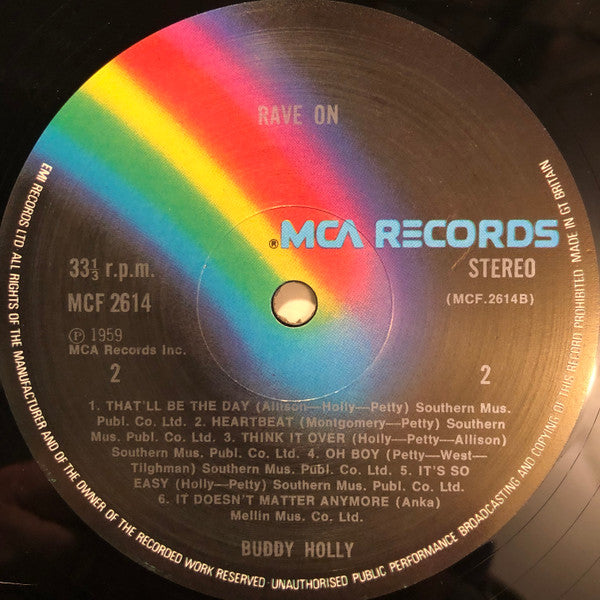 RAVE ON
®MCA RECORDS
33⅓ r.p.m.
STEREO
MCF 2614
(MCF.2614B)
Ⓟ 1959
MCA Records Inc.
2
2
1. THAT'LL BE THE DAY (Allison—Holly—Petty) Southern Mus.
Publ. Co. Ltd. 2. HEARTBEAT (Montgomery—Petty) Southern
Mus. Publ. Co. Ltd. 3. THINK IT OVER (Holly—Petty—Allison)
Southern Mus. Publ. Co. Ltd. 4. OH BOY (Petty—West—
Tilghman) Southern Mus. Publ. Co. Ltd. 5. IT'S SO
EASY (Holly—Petty) Southern Mus. Publ. Co. Ltd.
6. IT DOESN'T MATTER ANYMORE (Anka)
Mellin Mus. Co. Ltd.
BUDDY HOLLY
EMI RECORDS LTD ALL RIGHTS OF THE MANUFACTURER AND OF THE OWNER OF THE RECORDED WORK RESERVED · UNAUTHORISED PUBLIC PERFORMANCE BROADCASTING AND COPYING OF THIS RECORD PROHIBITED MADE IN GT BRITAIN